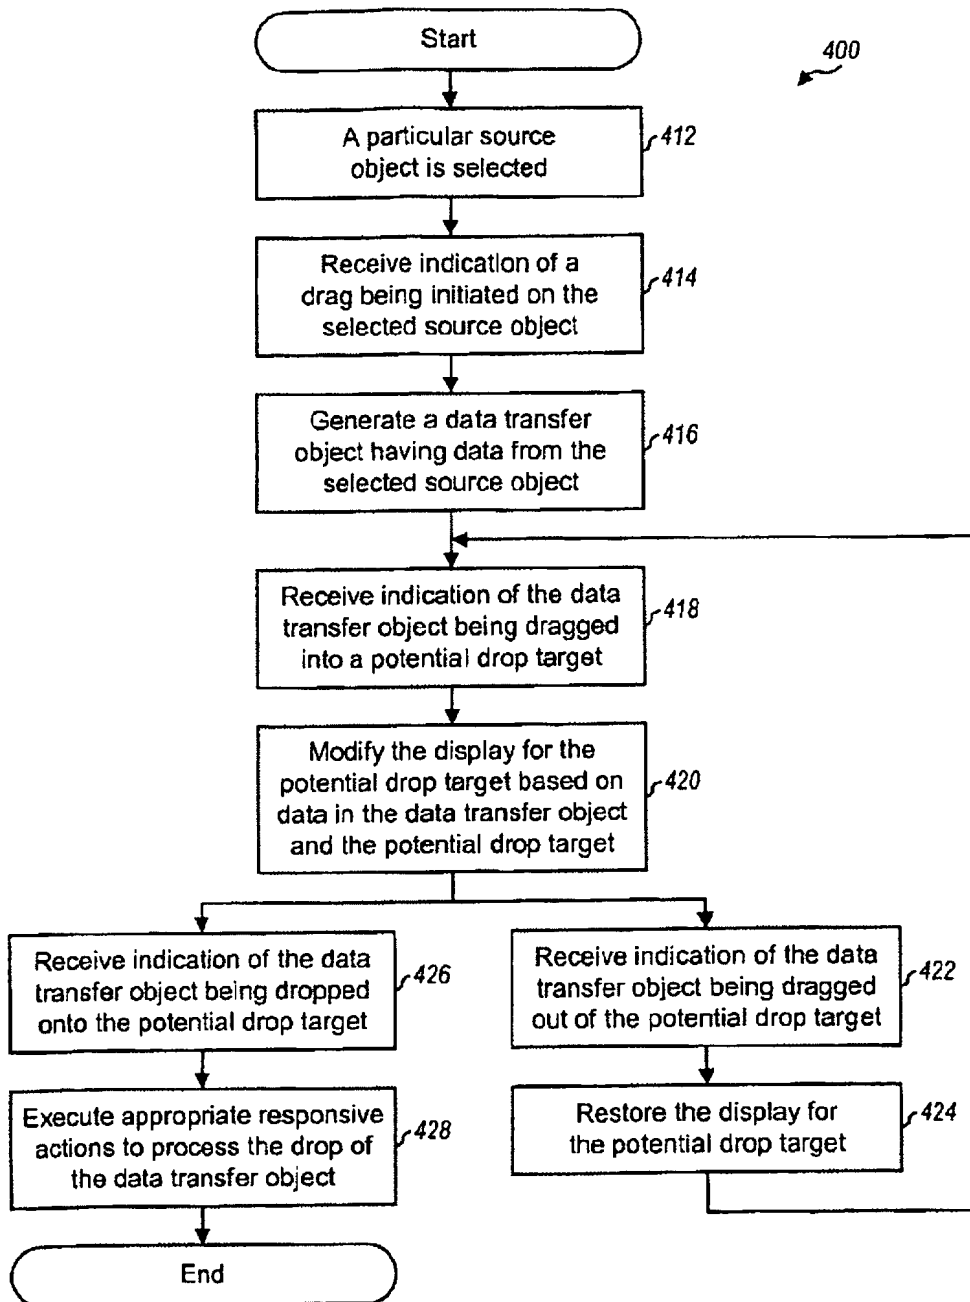 Start
400
A particular source
object is selected
412
Receive indication of a
drag being initiated on the
selected source object
414
Generate a data transfer
object having data from the
selected source object
416
Receive indication of the data
transfer object being dragged
into a potential drop target
418
Modify the display for the
potential drop target based on
data in the data transfer object
and the potential drop target
420
Receive indication of the data
transfer object being dropped
onto the potential drop target
426
Receive indication of the data
transfer object being dragged
out of the potential drop target
422
Execute appropriate responsive
actions to process the drop of
the data transfer object
428
Restore the display for
the potential drop target
424
End